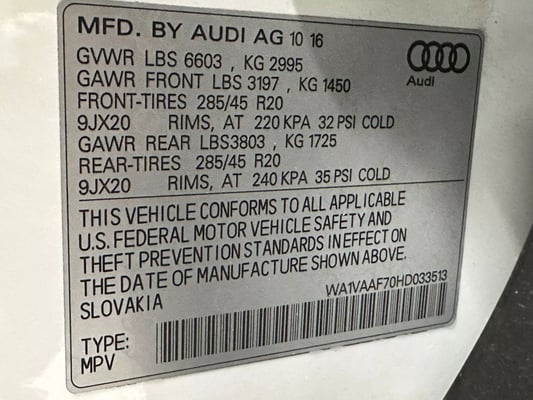 MFD. BY AUDI AG 10 16
GVWR LBS 6603 , KG 2995
GAWR FRONT LBS 3197 , KG 1450
FRONT-TIRES 285/45 R20
9JX20 RIMS, AT 220 KPA 32 PSI COLD
GAWR REAR LBS3803 , KG 1725
REAR-TIRES 285/45 R20
9JX20 RIMS, AT 240 KPA 35 PSI COLD
Audi
THIS VEHICLE CONFORMS TO ALL APPLICABLE
U.S. FEDERAL MOTOR VEHICLE SAFETY AND
THEFT PREVENTION STANDARDS IN EFFECT ON
THE DATE OF MANUFACTURE SHOWN ABOVE.
SLOVAKIA
WA1VAAF70HD033513
TYPE:
MPV